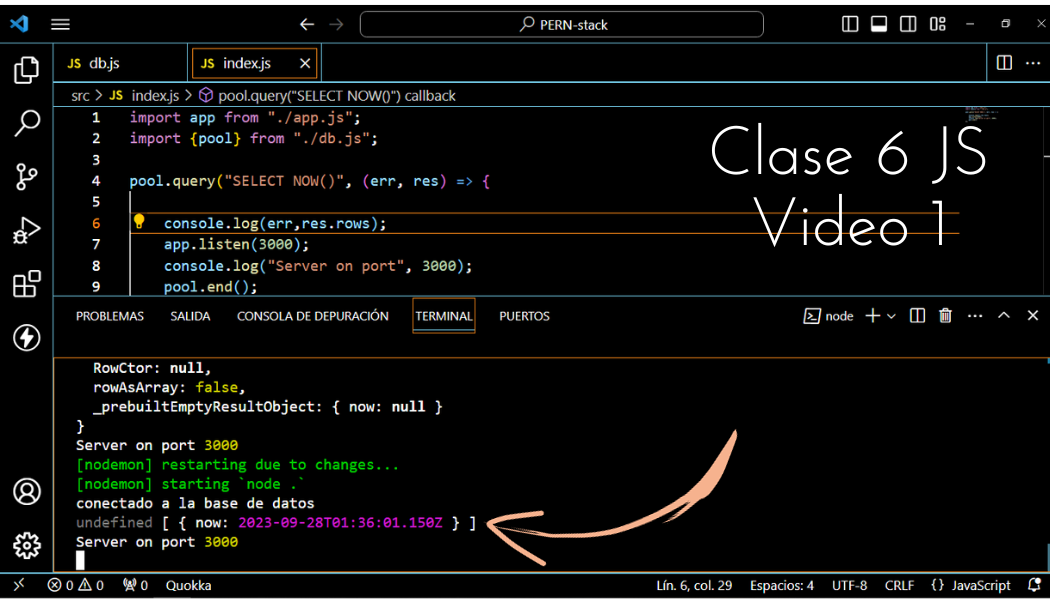 PERN-stack
JS db.js
JS index.js
src > JS index.js > pool.query("SELECT NOW()") callback
1 import app from "./app.js";
2 import {pool} from "./db.js";
3
4 pool.query("SELECT NOW()", (err, res) => {
5
6 console.log(err,res.rows);
7 app.listen(3000);
8 console.log("Server on port", 3000);
9 pool.end();
Clase 6 JS
Video 1
PROBLEMAS SALIDA CONSOLA DE DEPURACIÓN TERMINAL PUERTOS node
RowCtor: null,
rowAsArray: false,
_prebuiltEmptyResultObject: { now: null }
}
Server on port 3000
[nodemon] restarting due to changes...
[nodemon] starting `node .`
conectado a la base de datos
undefined [ { now: 2023-09-28T01:36:01.150Z } ]
Server on port 3000
0 0 0 Quokka Lín. 6, col. 29 Espacios: 4 UTF-8 CRLF {} JavaScript